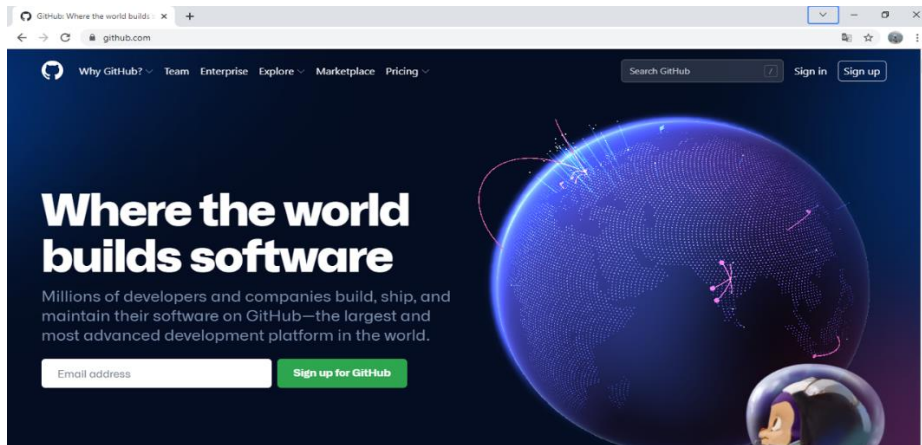 GitHub: Where the world builds
github.com
Why GitHub? Team Enterprise Explore Marketplace Pricing
Search GitHub /
Sign in Sign up
Where the world
builds software
Millions of developers and companies build, ship, and
maintain their software on GitHub—the largest and
most advanced development platform in the world.
Email address
Sign up for GitHub